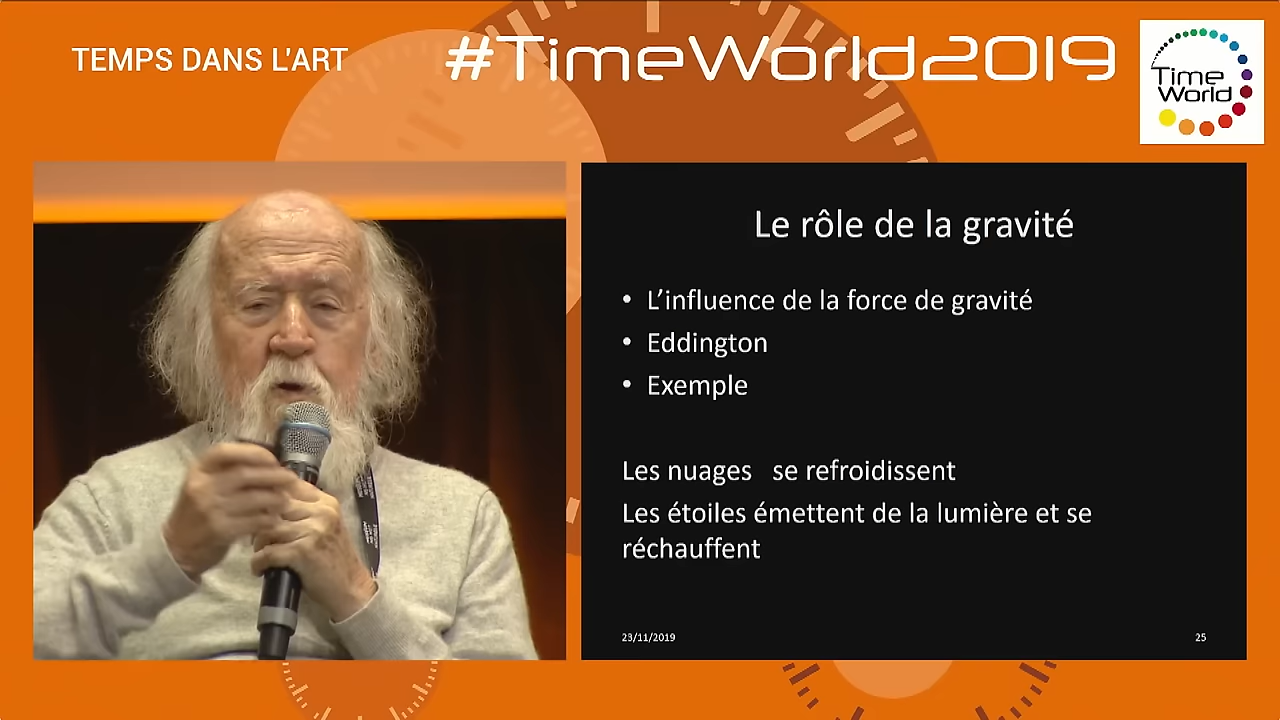 TEMPS DANS L'ART
#TimeWorld2019
Time
World
Le rôle de la gravité
• L'influence de la force de gravité
• Eddington
• Exemple
Les nuages se refroidissent
Les étoiles émettent de la lumière et se
réchauffent
23/11/2019
25